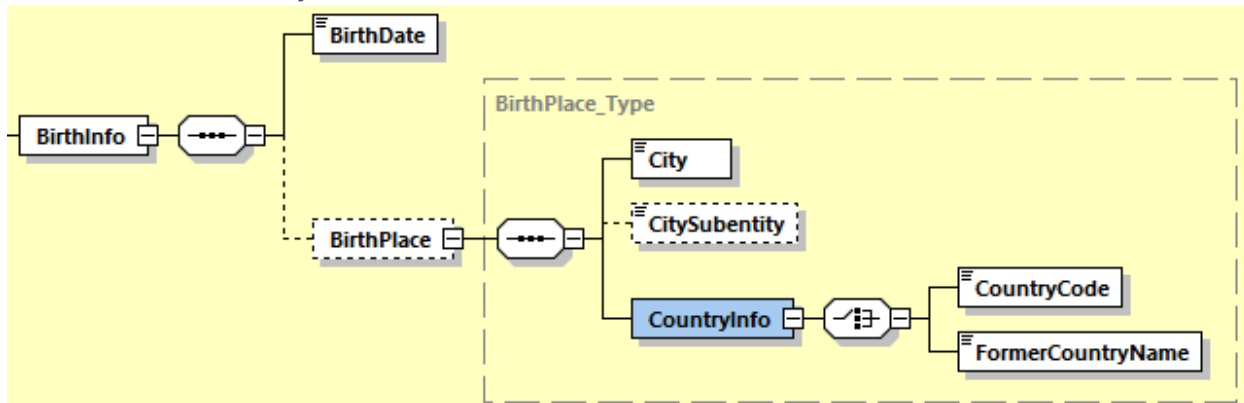 BirthDate
BirthPlace_Type
BirthInfo
City
CitySubentity
BirthPlace
CountryCode
CountryInfo
FormerCountryName